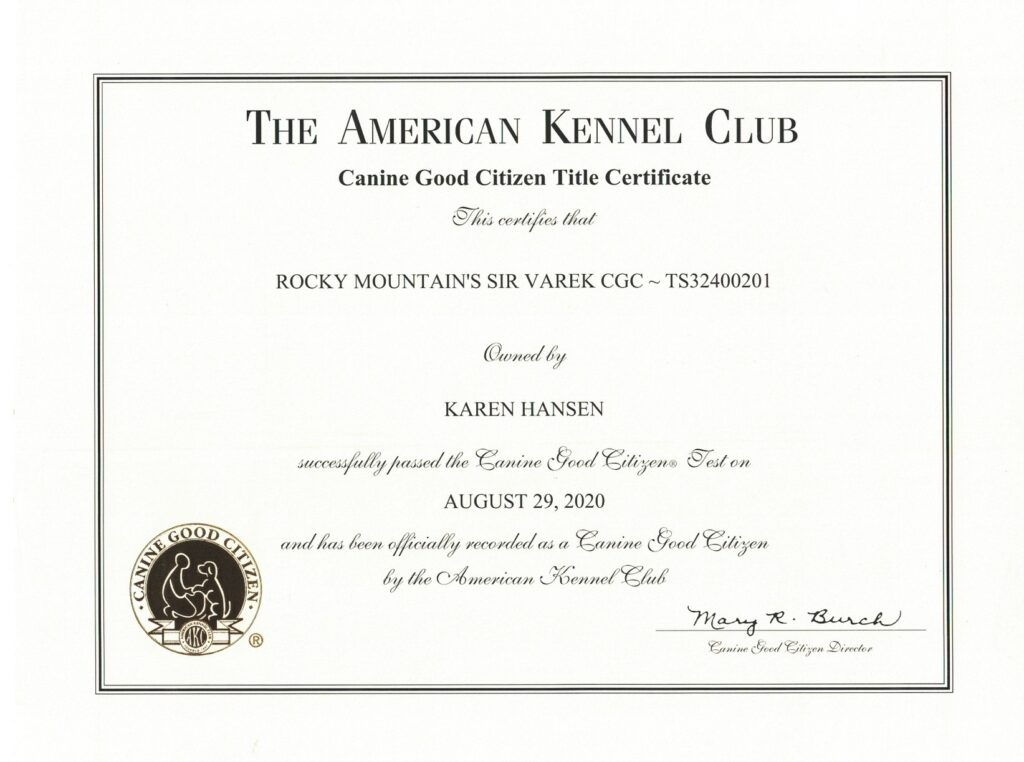 THE AMERICAN KENNEL CLUB
Canine Good Citizen Title Certificate
This certifies that
ROCKY MOUNTAIN'S SIR VAREK CGC ~ TS32400201
Owned by
KAREN HANSEN
successfully passed the Canine Good Citizen® Test on
AUGUST 29, 2020
and has been officially recorded as a Canine Good Citizen
by the American Kennel Club
· CANINE GOOD CITIZEN ·
AKC
®
Mary R. Burch
Canine Good Citizen Director